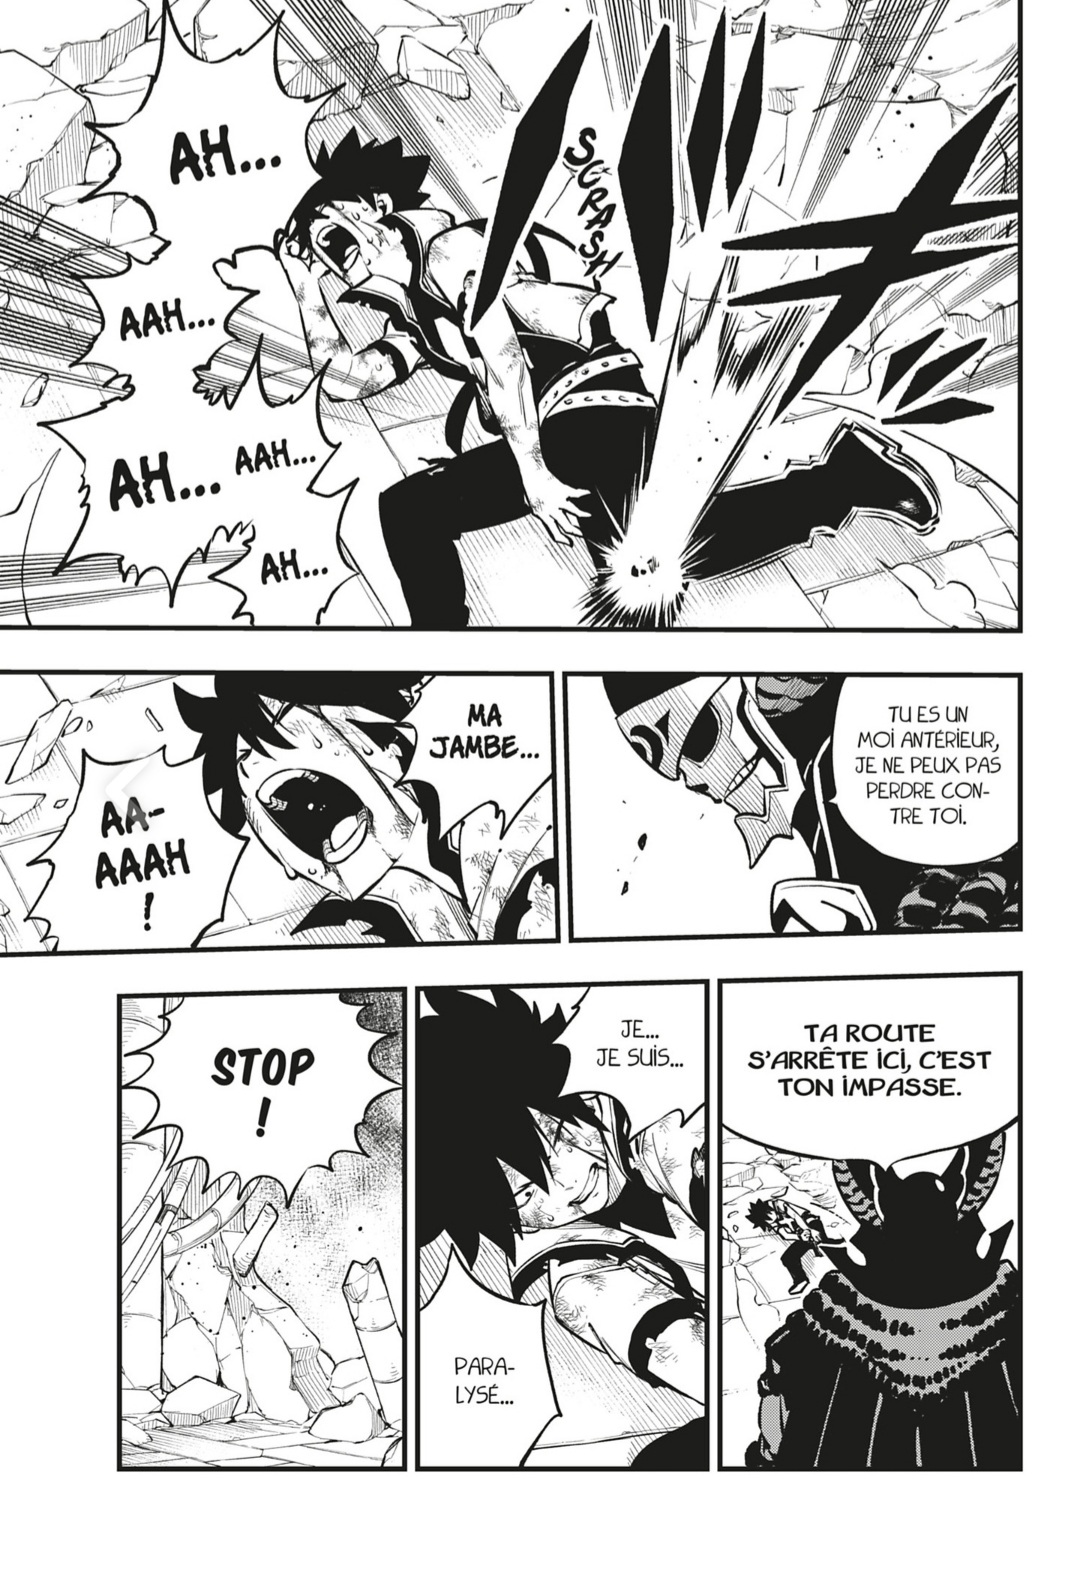 SCRASH
AH...
AAH...
AAH...
AH...
AH...
TU ES UN
MOI ANTÉRIEUR,
JE NE PEUX PAS
PERDRE CON-
TRE TOI.
MA
JAMBE...
AA-
AAAH
!
TA ROUTE
S'ARRÊTE ICI, C'EST
TON IMPASSE.
JE...
JE SUIS...
PARA-
LYSÉ...
STOP
!